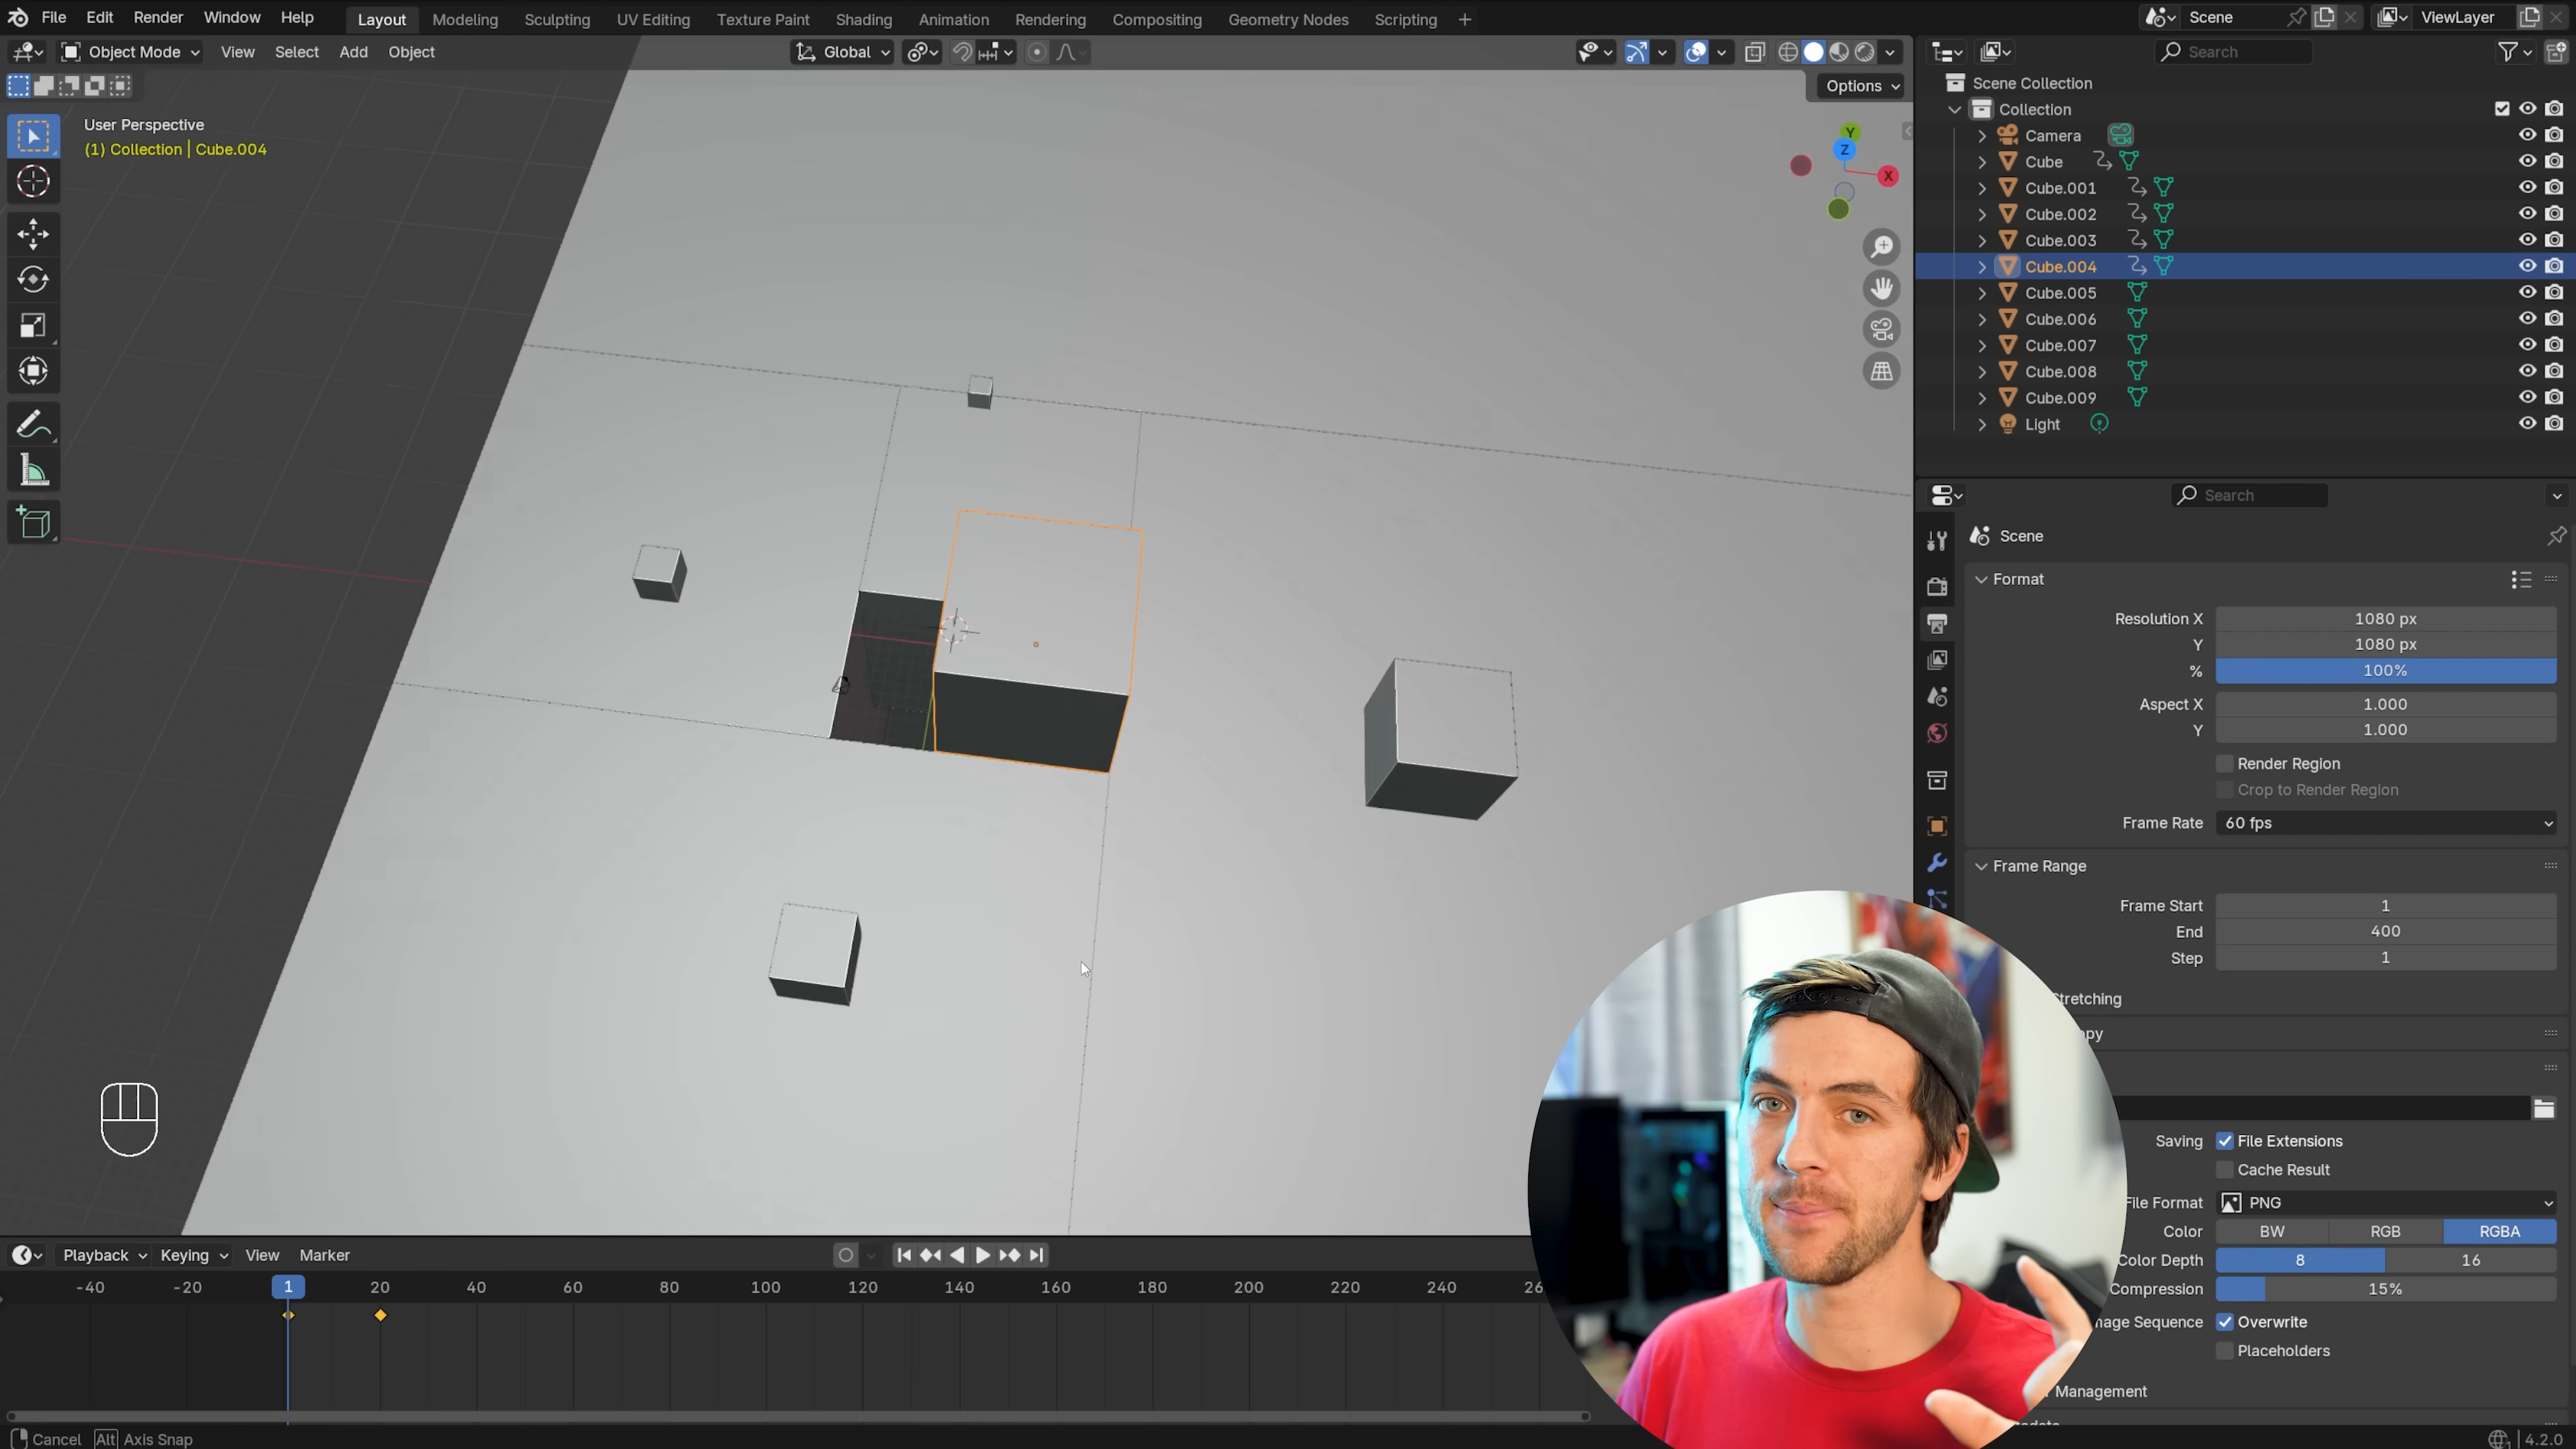 File Edit Render Window Help Layout Modeling Sculpting UV Editing Texture Paint Shading Animation Rendering Compositing Geometry Nodes Scripting + Scene ViewLayer
Object Mode View Select Add Object Global Search
Options
User Perspective
(1) Collection | Cube.004
Y
Z
X
Scene Collection
Collection
Camera
Cube
Cube.001
Cube.002
Cube.003
Cube.004
Cube.005
Cube.006
Cube.007
Cube.008
Cube.009
Light
Search
Scene
Format
Resolution X 1080 px
Y 1080 px
% 100%
Aspect X 1.000
Y 1.000
Render Region
Crop to Render Region
Frame Rate 60 fps
Frame Range
Frame Start 1
End 400
Step 1
Stretching
py
Saving File Extensions
Cache Result
File Format PNG
Color BW RGB RGBA
Color Depth 8 16
Compression 15%
mage Sequence Overwrite
Placeholders
Management
Playback Keying View Marker
-40 -20 1 20 40 60 80 100 120 140 160 180 200 220 240 26
Cancel Alt Axis Snap
4.2.0